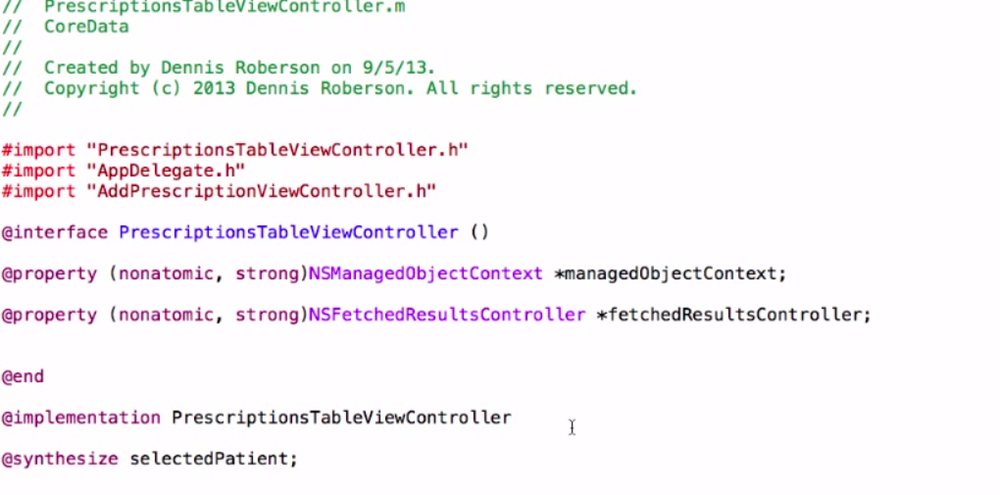 // PrescriptionsTableViewController.m
// CoreData
//
// Created by Dennis Roberson on 9/5/13.
// Copyright (c) 2013 Dennis Roberson. All rights reserved.
//
#import "PrescriptionsTableViewController.h"
#import "AppDelegate.h"
#import "AddPrescriptionViewController.h"
@interface PrescriptionsTableViewController ()
@property (nonatomic, strong)NSManagedObjectContext *managedObjectContext;
@property (nonatomic, strong)NSFetchedResultsController *fetchedResultsController;
@end
@implementation PrescriptionsTableViewController
@synthesize selectedPatient;